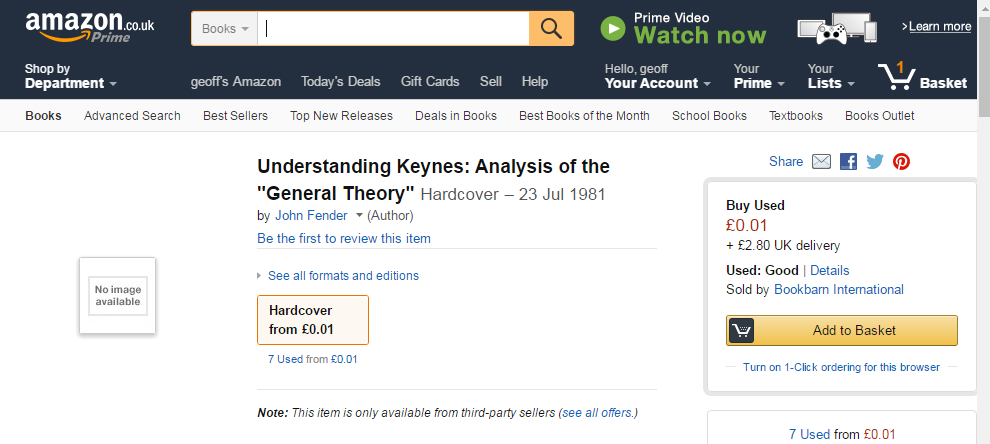 amazon.co.uk
Prime
Books
Prime Video
Watch now
>Learn more
Shop by
Department
geoff's Amazon Today's Deals Gift Cards Sell Help
Hello, geoff
Your Account
Your
Prime
Your
Lists
1
Basket
Books Advanced Search Best Sellers Top New Releases Deals in Books Best Books of the Month School Books Textbooks Books Outlet
No image
available
Understanding Keynes: Analysis of the
"General Theory" Hardcover – 23 Jul 1981
by John Fender (Author)
Be the first to review this item
See all formats and editions
Hardcover
from £0.01
7 Used from £0.01
Note: This item is only available from third-party sellers (see all offers.)
Share
Buy Used
£0.01
+ £2.80 UK delivery
Used: Good | Details
Sold by Bookbarn International
Add to Basket
Turn on 1-Click ordering for this browser
7 Used from £0.01